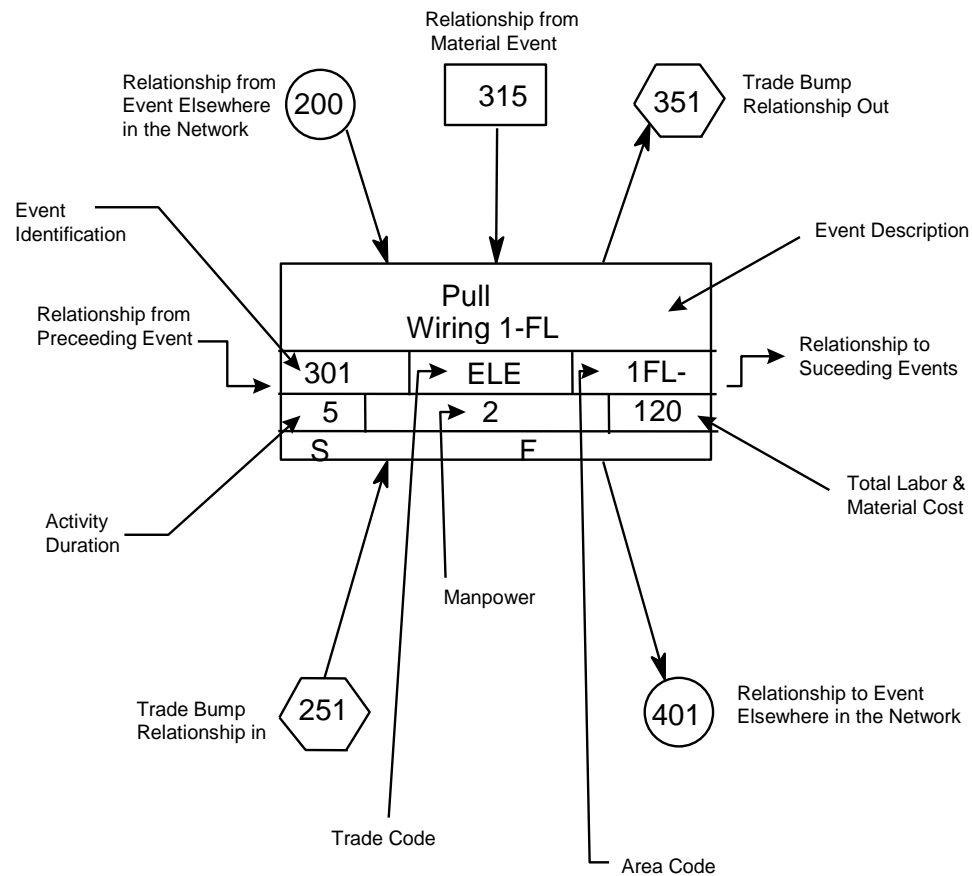 Relationship from
Material Event
Relationship from
Event Elsewhere
in the Network
200
315
351
Trade Bump
Relationship Out
Event
Identification
Event Description
Pull
Wiring 1-FL
Relationship from
Preceeding Event
Relationship to
Suceeding Events
301
ELE
1FL-
5
2
120
S
F
Total Labor &
Material Cost
Activity
Duration
Manpower
Trade Bump
Relationship in
251
401
Relationship to Event
Elsewhere in the Network
Trade Code
Area Code